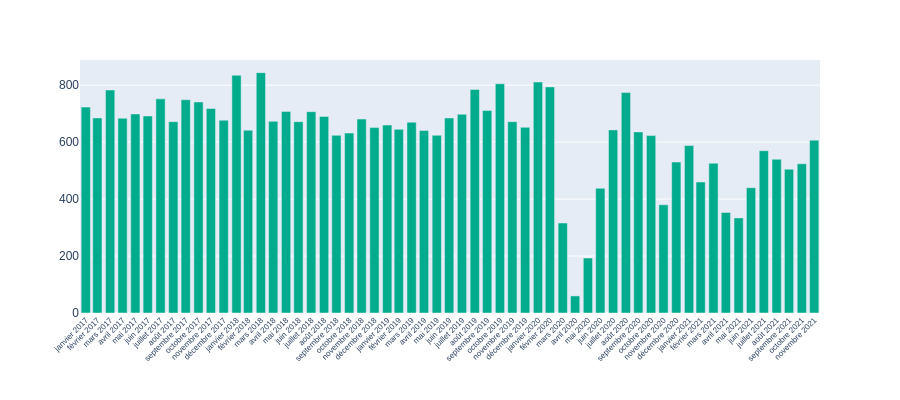 800
600
400
200
0
janvier 2017
février 2017
mars 2017
avril 2017
mai 2017
juin 2017
juillet 2017
août 2017
septembre 2017
octobre 2017
novembre 2017
décembre 2017
janvier 2018
février 2018
mars 2018
avril 2018
mai 2018
juin 2018
juillet 2018
août 2018
septembre 2018
octobre 2018
novembre 2018
décembre 2018
janvier 2019
février 2019
mars 2019
avril 2019
mai 2019
juin 2019
juillet 2019
août 2019
septembre 2019
octobre 2019
novembre 2019
décembre 2019
janvier 2020
février 2020
mars 2020
avril 2020
mai 2020
juin 2020
juillet 2020
août 2020
septembre 2020
octobre 2020
novembre 2020
décembre 2020
janvier 2021
février 2021
mars 2021
avril 2021
mai 2021
juin 2021
juillet 2021
août 2021
septembre 2021
octobre 2021
novembre 2021